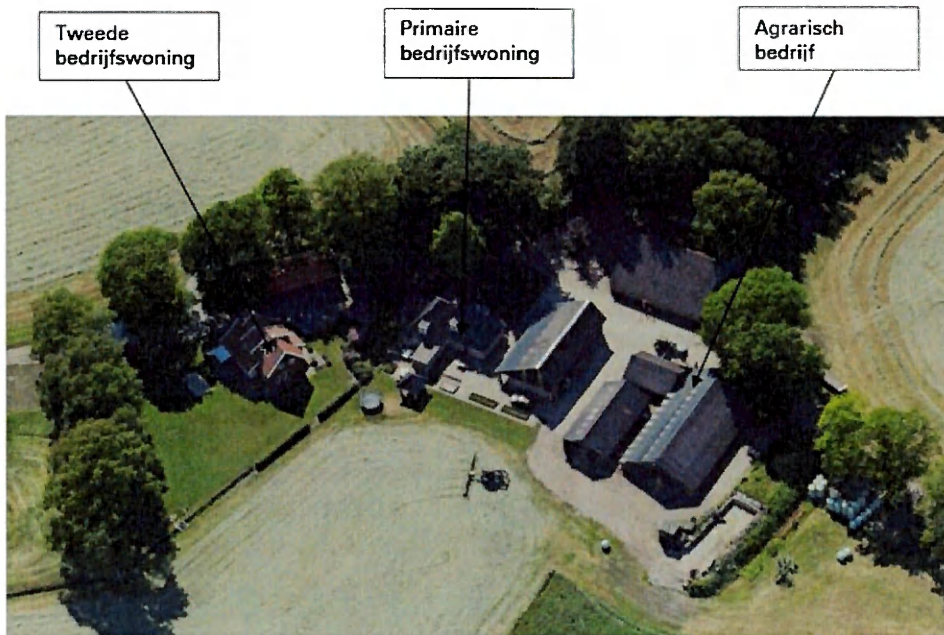 Tweede
bedrijfswoning
Primaire
bedrijfswoning
Agrarisch
bedrijf